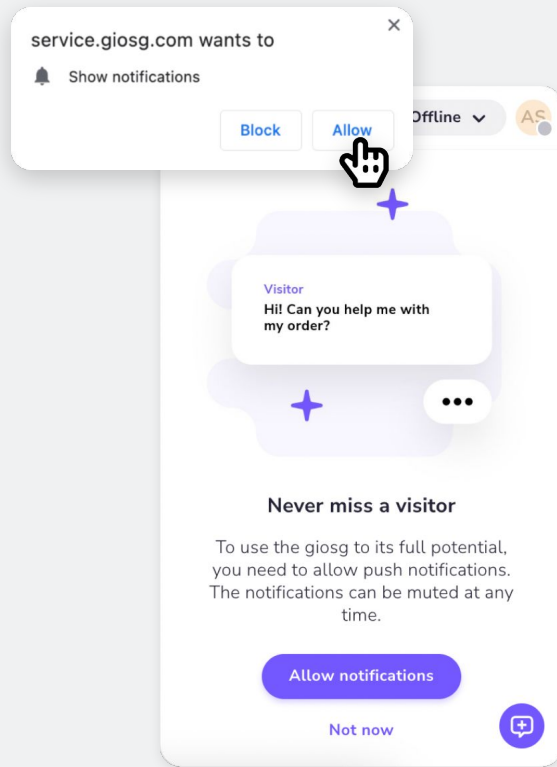 service.giosg.com wants to
Show notifications
Block
Allow
Offline
AS
Visitor
Hi! Can you help me with
my order?
Never miss a visitor
To use the giosg to its full potential,
you need to allow push notifications.
The notifications can be muted at any
time.
Allow notifications
Not now